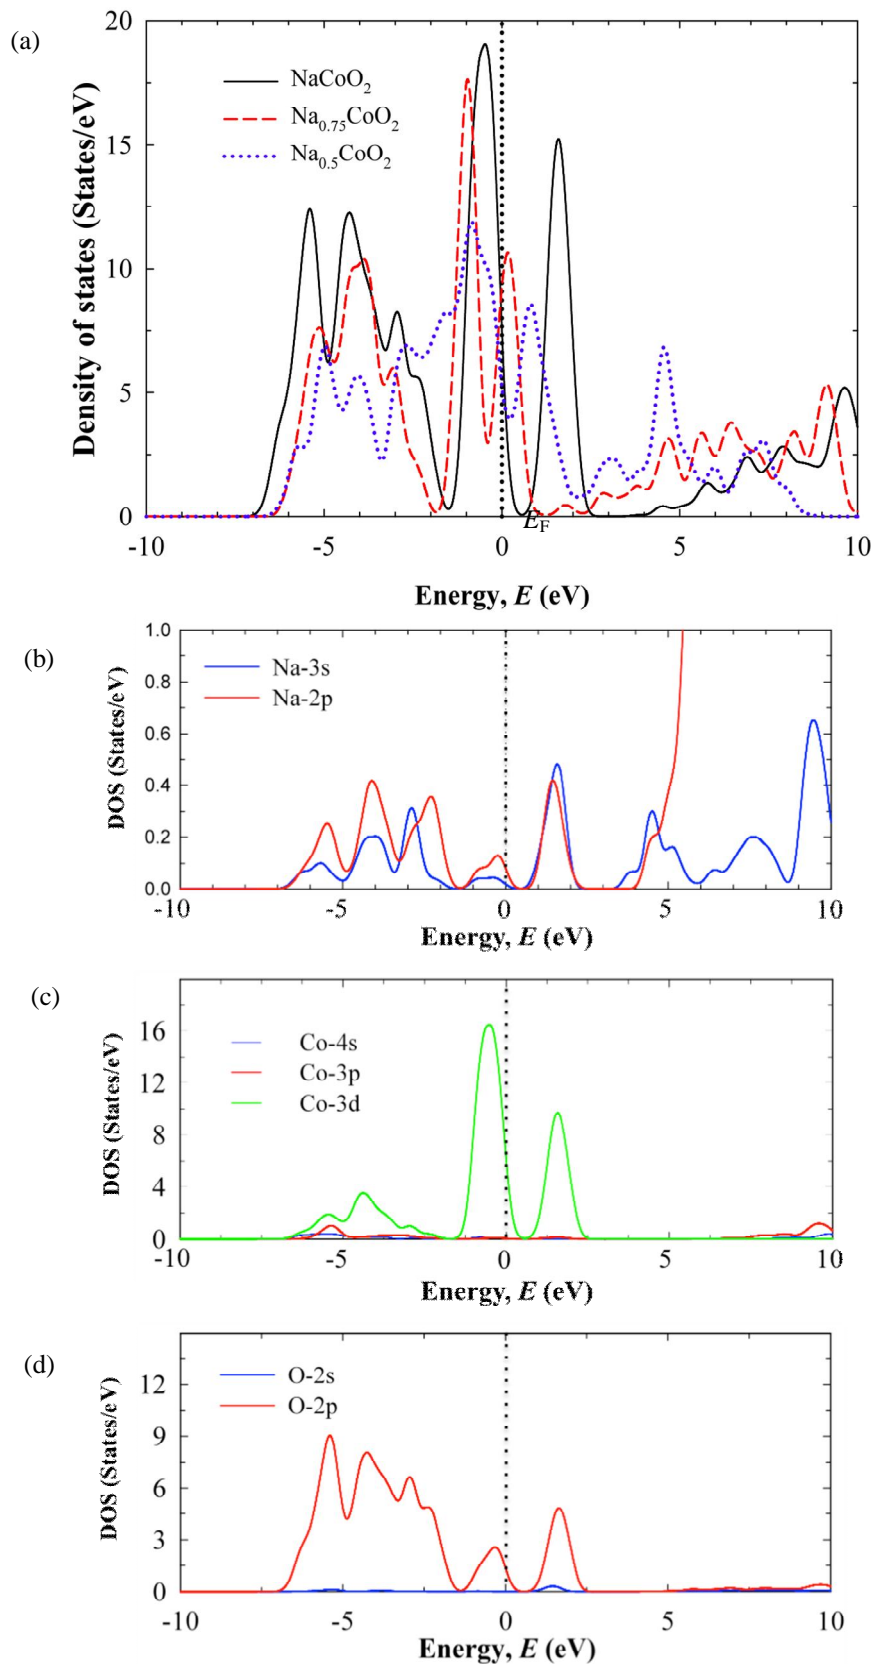 (a)
Density of states (States/eV)
20
15
10
5
0
NaCoO₂
Na₀.₇₅CoO₂
Na₀.₅CoO₂
E_F
-10 -5 0 5 10
Energy, E (eV)
(b)
DOS (States/eV)
1.0
0.8
0.6
0.4
0.2
0.0
Na-3s
Na-2p
-10 -5 0 5 10
Energy, E (eV)
(c)
DOS (States/eV)
16
12
8
4
0
Co-4s
Co-3p
Co-3d
-10 -5 0 5 10
Energy, E (eV)
(d)
DOS (States/eV)
12
9
6
3
0
O-2s
O-2p
-10 -5 0 5 10
Energy, E (eV)